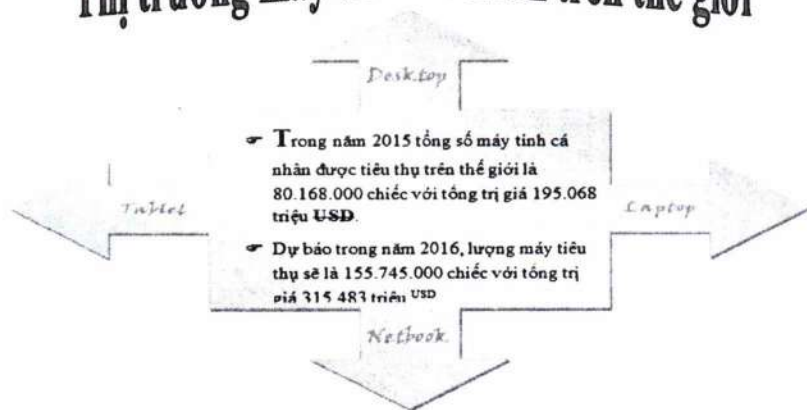 Thị trường máy trên thế giới
Desktop
☞ Trong năm 2015 tổng số máy tính cá
nhân được tiêu thụ trên thế giới là
80.168.000 chiếc với tổng trị giá 195.068
triệu USD.
Tablet
Laptop
☞ Dự báo trong năm 2016, lượng máy tiêu
thụ sẽ là 155.745.000 chiếc với tổng trị
giá 315.483 triệu USD
Netbook